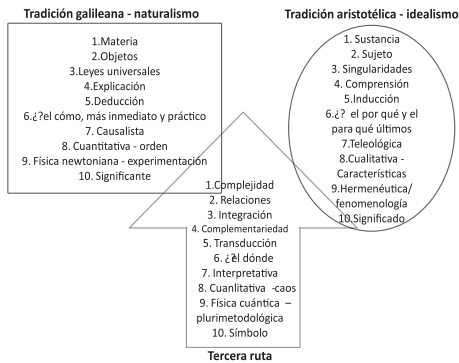 Tradición galileana - naturalismo
1.Materia
2.Objetos
3.Leyes universales
4.Explicación
5.Deducción
6.¿?el cómo, más inmediato y práctico
7. Causalista
8. Cuantitativa - orden
9. Física newtoniana - experimentación
10. Significante
Tradición aristotélica - idealismo
1. Sustancia
2. Sujeto
3. Singularidades
4. Comprensión
5.Inducción
6.¿? el por qué y el
para qué últimos
7.Teleológica
8.Cualitativa -
Características
9.Hermenéutica/
fenomenología
10.Significado
1.Complejidad
2. Relaciones
3. Integración
4. Complementariedad
5. Transducción
6. ¿?el dónde
7. Interpretativa
8. Cuanlitativa -caos
9. Física cuántica –
plurimetodológica
10. Símbolo
Tercera ruta